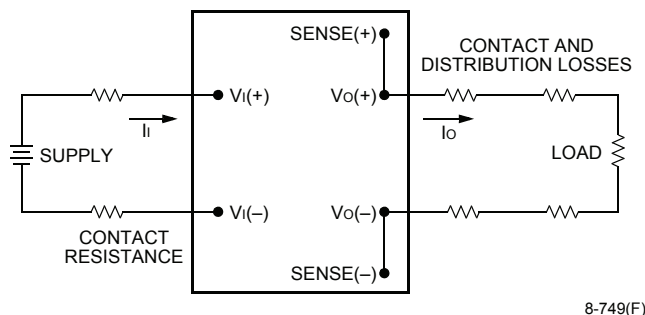 SENSE(+)
CONTACT AND
DISTRIBUTION LOSSES
VI(+)
VO(+)
II
IO
SUPPLY
LOAD
VI(–)
VO(–)
CONTACT
RESISTANCE
SENSE(–)
8-749(F)